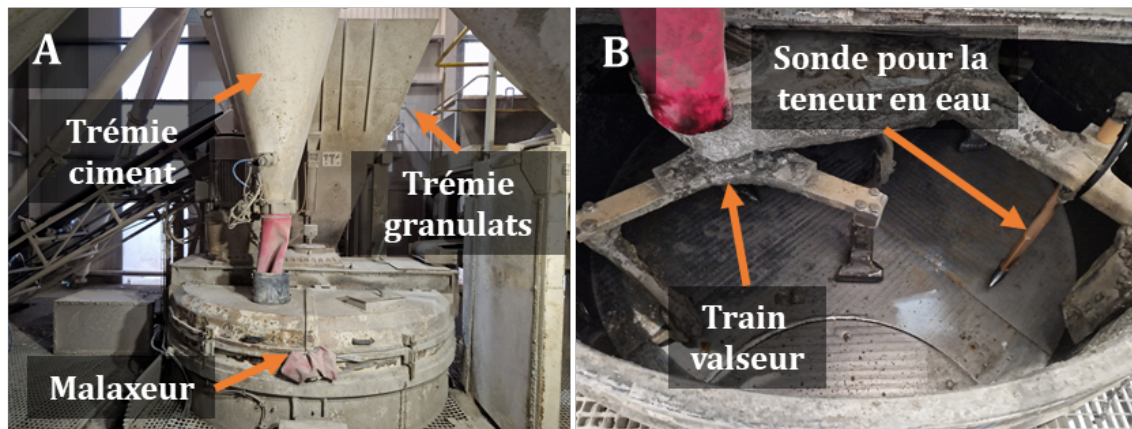 A
Trémie
ciment
Trémie
granulats
Malaxeur
B
Sonde pour la
teneur en eau
Train
valseur